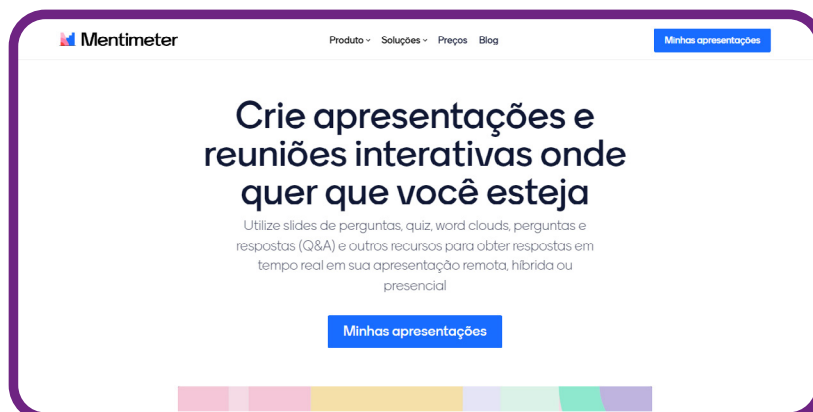 Mentimeter
Produto Soluções Preços Blog
Minhas apresentações
Crie apresentações e
reuniões interativas onde
quer que você esteja
Utilize slides de perguntas, quiz, word clouds, perguntas e
respostas (Q&A) e outros recursos para obter respostas em
tempo real em sua apresentação remota, híbrida ou
presencial
Minhas apresentações